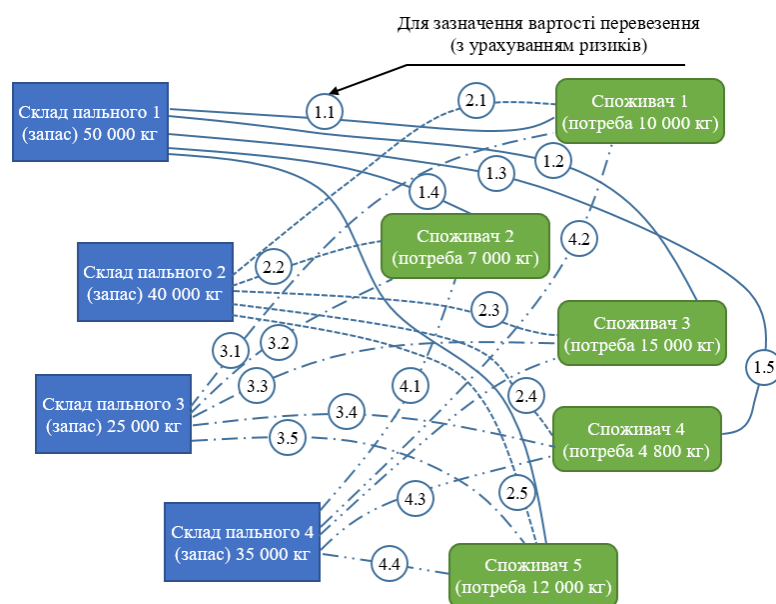 Для зазначення вартості перевезення
(з урахуванням ризиків)
Склад пального 1
(запас) 50 000 кг
1.1
2.1
Споживач 1
(потреба 10 000 кг)
1.2
1.3
1.4
Склад пального 2
(запас) 40 000 кг
2.2
Споживач 2
(потреба 7 000 кг)
4.2
2.3
Споживач 3
(потреба 15 000 кг)
3.1
3.2
3.3
4.1
1.5
Склад пального 3
(запас) 25 000 кг
3.4
3.5
2.4
Споживач 4
(потреба 4 800 кг)
Склад пального 4
(запас) 35 000 кг
4.3
2.5
4.4
Споживач 5
(потреба 12 000 кг)